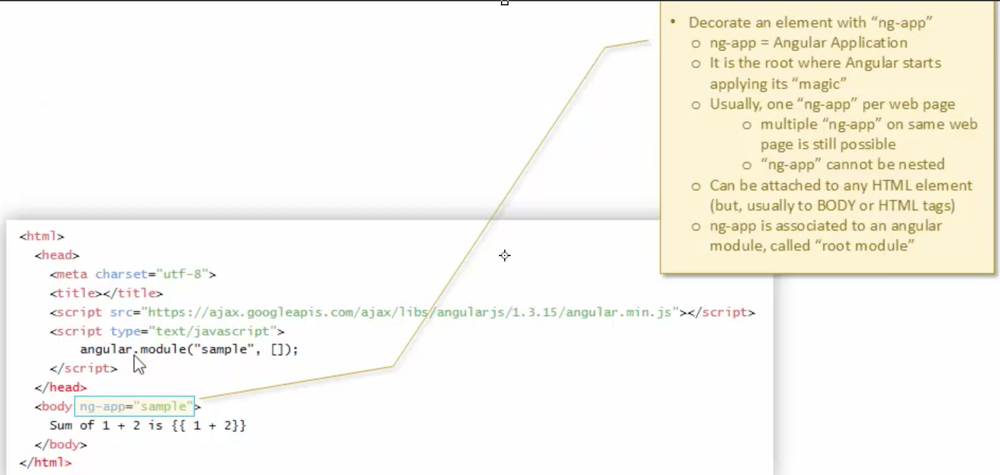 • Decorate an element with “ng-app”
o ng-app = Angular Application
o It is the root where Angular starts
applying its “magic”
o Usually, one “ng-app” per web page
o multiple “ng-app” on same web
page is still possible
o “ng-app” cannot be nested
o Can be attached to any HTML element
(but, usually to BODY or HTML tags)
o ng-app is associated to an angular
module, called “root module”
<html>
<head>
<meta charset="utf-8">
<title></title>
<script src="https://ajax.googleapis.com/ajax/libs/angularjs/1.3.15/angular.min.js"></script>
<script type="text/javascript">
angular.module("sample", []);
</script>
</head>
<body ng-app="sample">
Sum of 1 + 2 is {{ 1 + 2}}
</body>
</html>